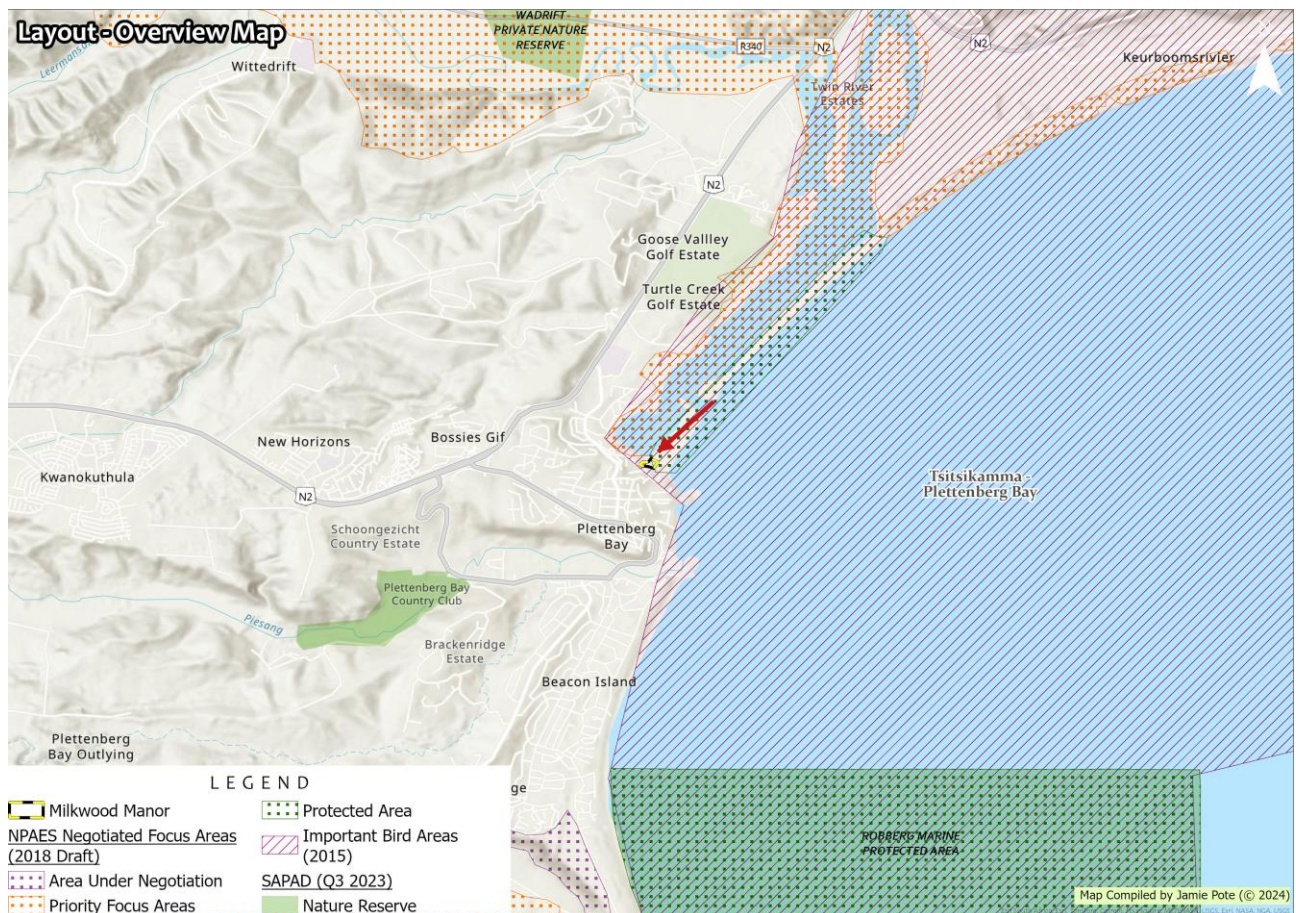 Layout - Overview Map
WADRIFT
PRIVATE NATURE
RESERVE
R340
N2
N2
Wittedrift
Keurboomsrivier
Twin River
Estates
N2
Goose Vallley
Golf Estate
Turtle Creek
Golf Estate
New Horizons
Bossies Gif
Kwanokuthula
N2
Tsitsikamma -
Plettenberg Bay
Schoongezicht
Country Estate
Plettenberg
Bay
Plettenberg Bay
Country Club
Piesang
Brackenridge
Estate
Beacon Island
Plettenberg
Bay Outlying
ge
ROBBERG MARINE
PROTECTED AREA
LEGEND
Milkwood Manor
NPAES Negotiated Focus Areas
(2018 Draft)
Area Under Negotiation
Priority Focus Areas
Protected Area
Important Bird Areas
(2015)
SAPAD (Q3 2023)
Nature Reserve
Map Compiled by Jamie Pote (© 2024)